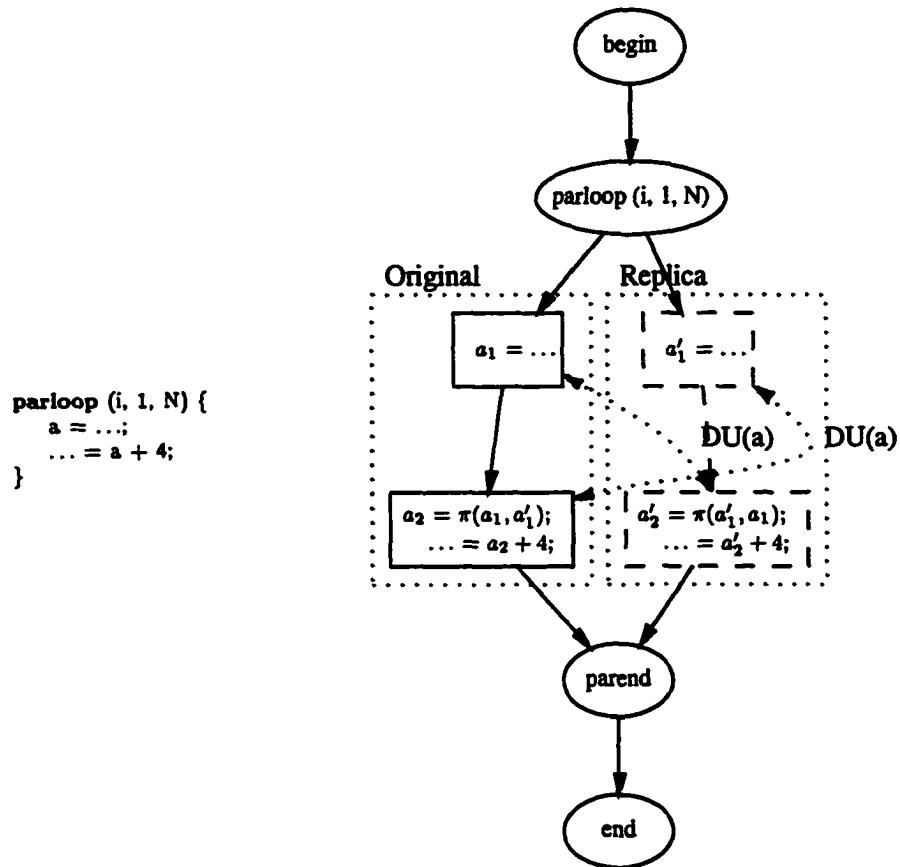 begin
parloop (i, 1, N)
Original
Replica
a₁ = ...
a′₁ = ...
parloop (i, 1, N) {
a = ...;
... = a + 4;
}
DU(a)
DU(a)
a₂ = π(a₁, a′₁);
... = a₂ + 4;
a′₂ = π(a′₁, a₁);
... = a′₂ + 4;
parend
end